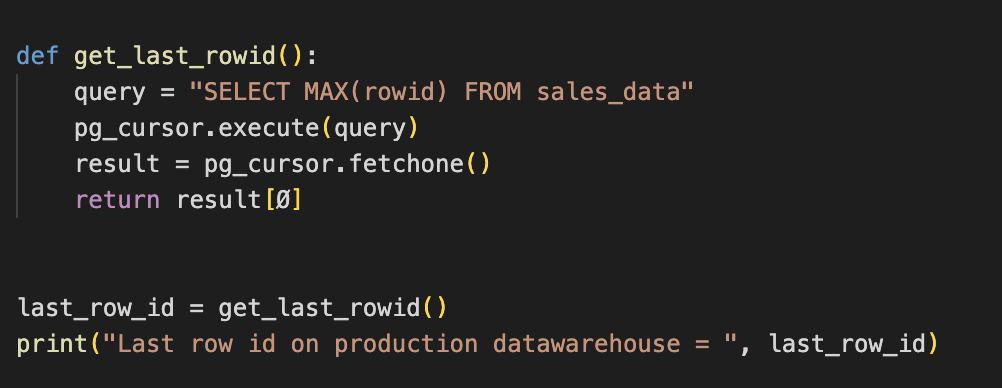 def get_last_rowid():
    query = "SELECT MAX(rowid) FROM sales_data"
    pg_cursor.execute(query)
    result = pg_cursor.fetchone()
    return result[Ø]
last_row_id = get_last_rowid()
print("Last row id on production datawarehouse = ", last_row_id)